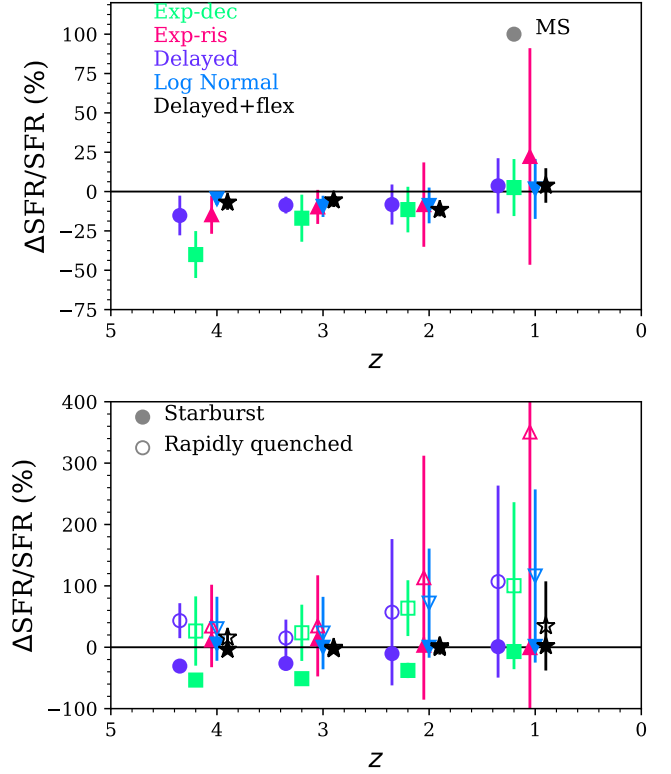 Exp-dec
Exp-ris
Delayed
Log Normal
Delayed+flex
MS
100
75
50
25
0
−25
−50
−75
ΔSFR/SFR (%)
5 4 3 2 1 0
z
Starburst
Rapidly quenched
400
300
200
100
0
−100
ΔSFR/SFR (%)
5 4 3 2 1 0
z